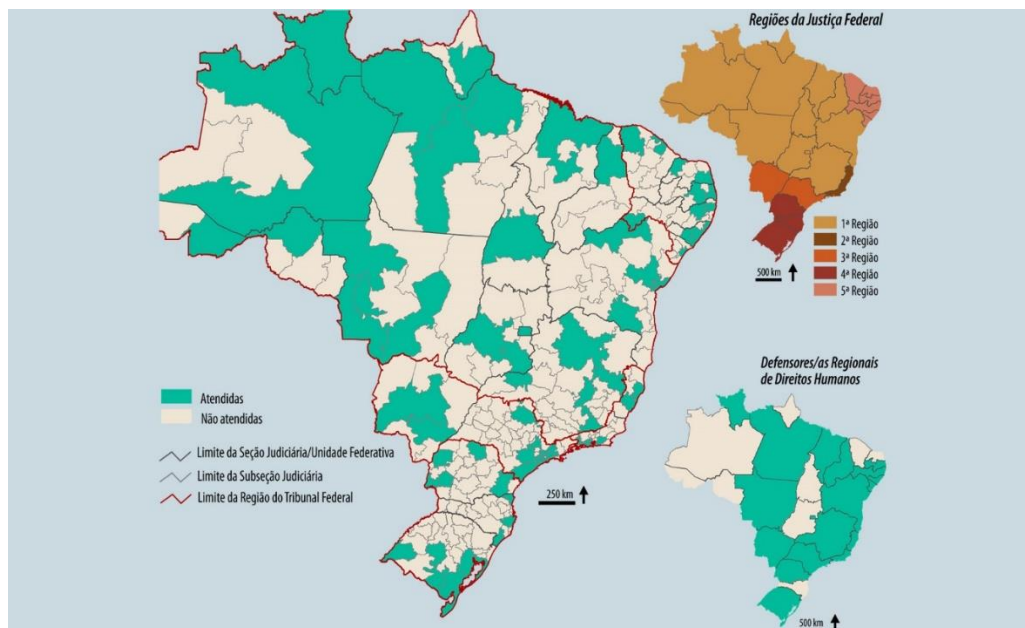 Regiões da Justiça Federal
1ª Região
2ª Região
3ª Região
4ª Região
5ª Região
500 km
Defensores/as Regionais
de Direitos Humanos
500 km
Atendidas
Não atendidas
Limite da Seção Judiciária/Unidade Federativa
Limite da Subseção Judiciária
Limite da Região do Tribunal Federal
250 km